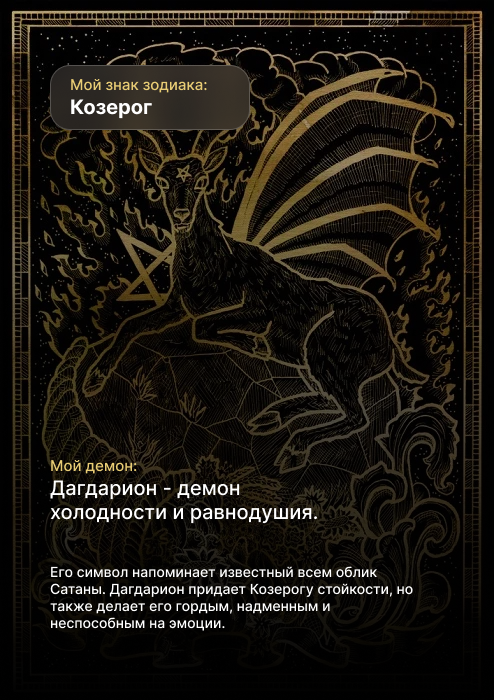 Мой знак зодиака:
Козерог
Мой демон:
Дагдарион - демон
холодности и равнодушия.
Его символ напоминает известный всем облик
Сатаны. Дагдарион придает Козерогу стойкости, но
также делает его гордым, надменным и
неспособным на эмоции.